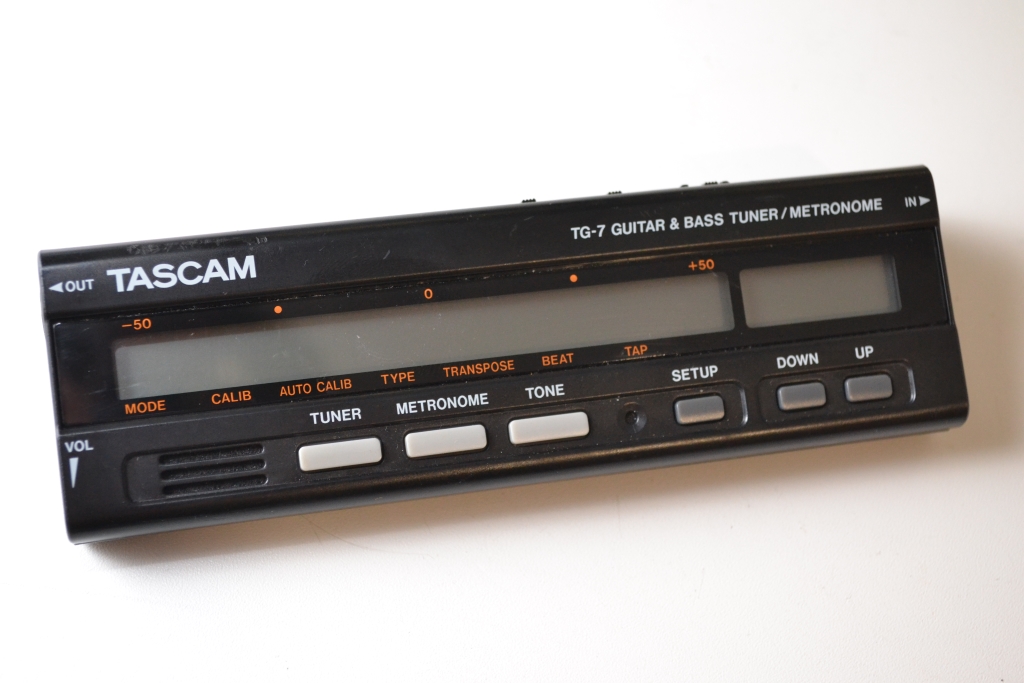 TG-7 GUITAR & BASS TUNER/METRONOME
IN
OUT
TASCAM
-50
0
+50
MODE
CALIB
AUTO CALIB
TYPE
TRANSPOSE
BEAT
TAP
TUNER
METRONOME
TONE
SETUP
DOWN
UP
VOL